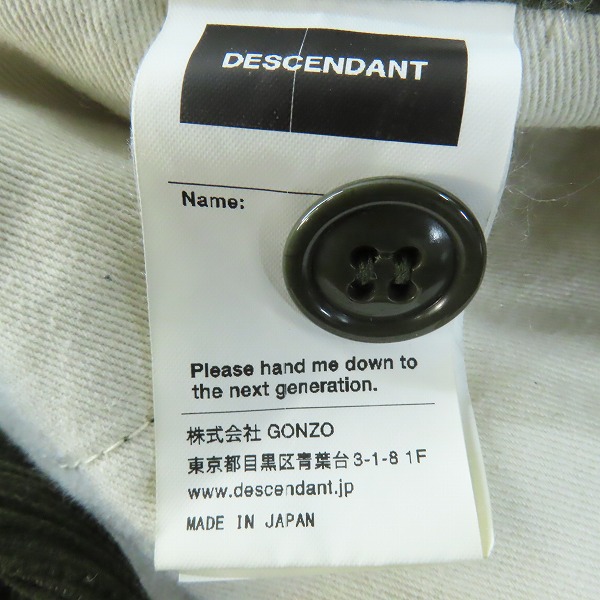 DESCENDANT
Name:
Please hand me down to
the next generation.
株式会社 GONZO
東京都目黒区青葉台3-1-8 1F
www.descendant.jp
MADE IN JAPAN